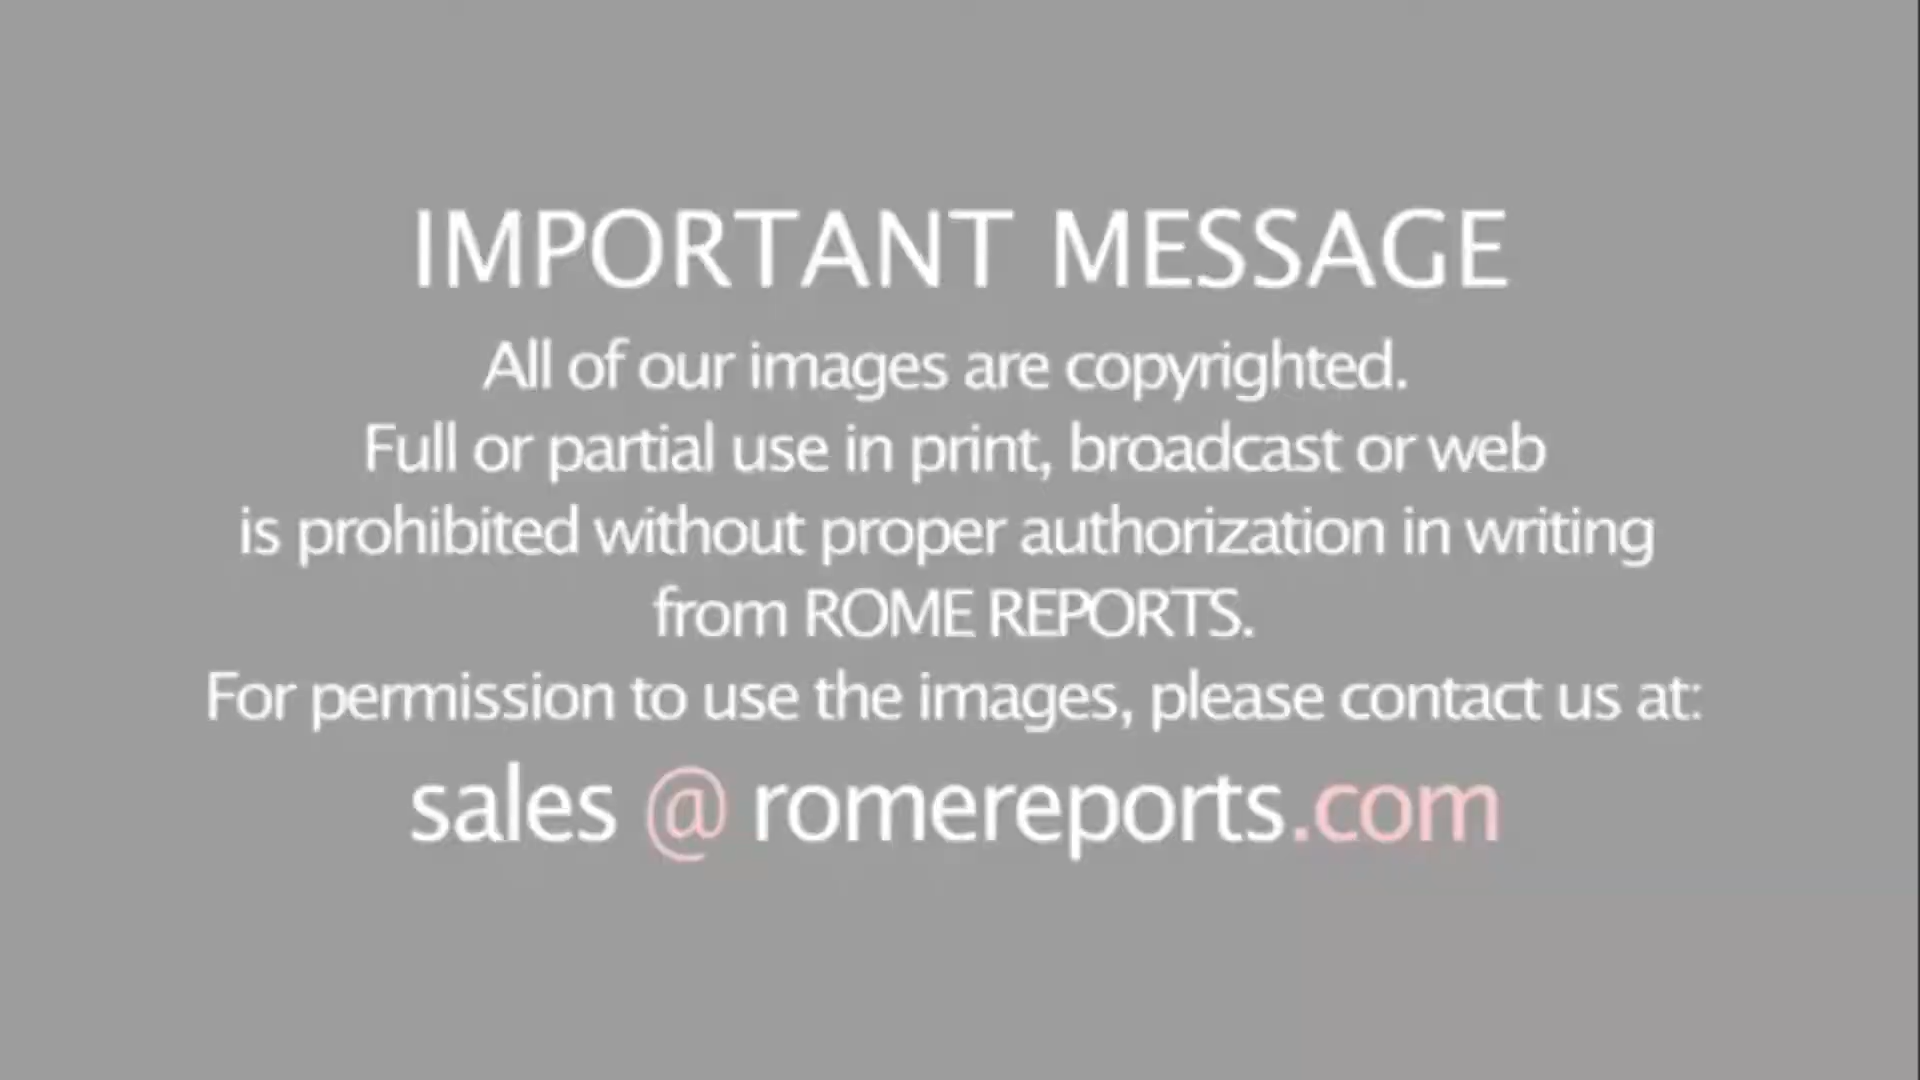 IMPORTANT MESSAGE
All of our images are copyrighted.
Full or partial use in print, broadcast or web
is prohibited without proper authorization in writing
from ROME REPORTS.
For permission to use the images, please contact us at:
sales @ romereports.com